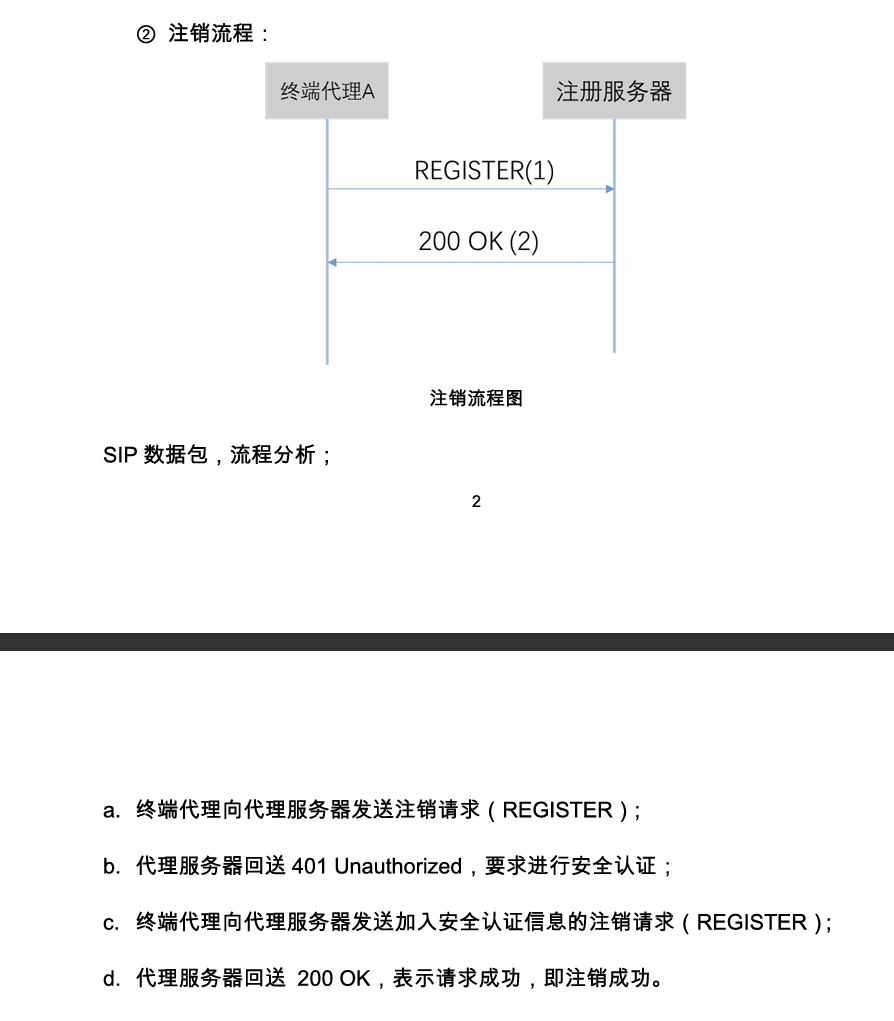 ② 注销流程：
终端代理A
注册服务器
REGISTER(1)
200 OK (2)
注销流程图
SIP 数据包，流程分析；
2
a. 终端代理向代理服务器发送注销请求（REGISTER）；
b. 代理服务器回送 401 Unauthorized，要求进行安全认证；
c. 终端代理向代理服务器发送加入安全认证信息的注销请求（REGISTER）；
d. 代理服务器回送 200 OK，表示请求成功，即注销成功。